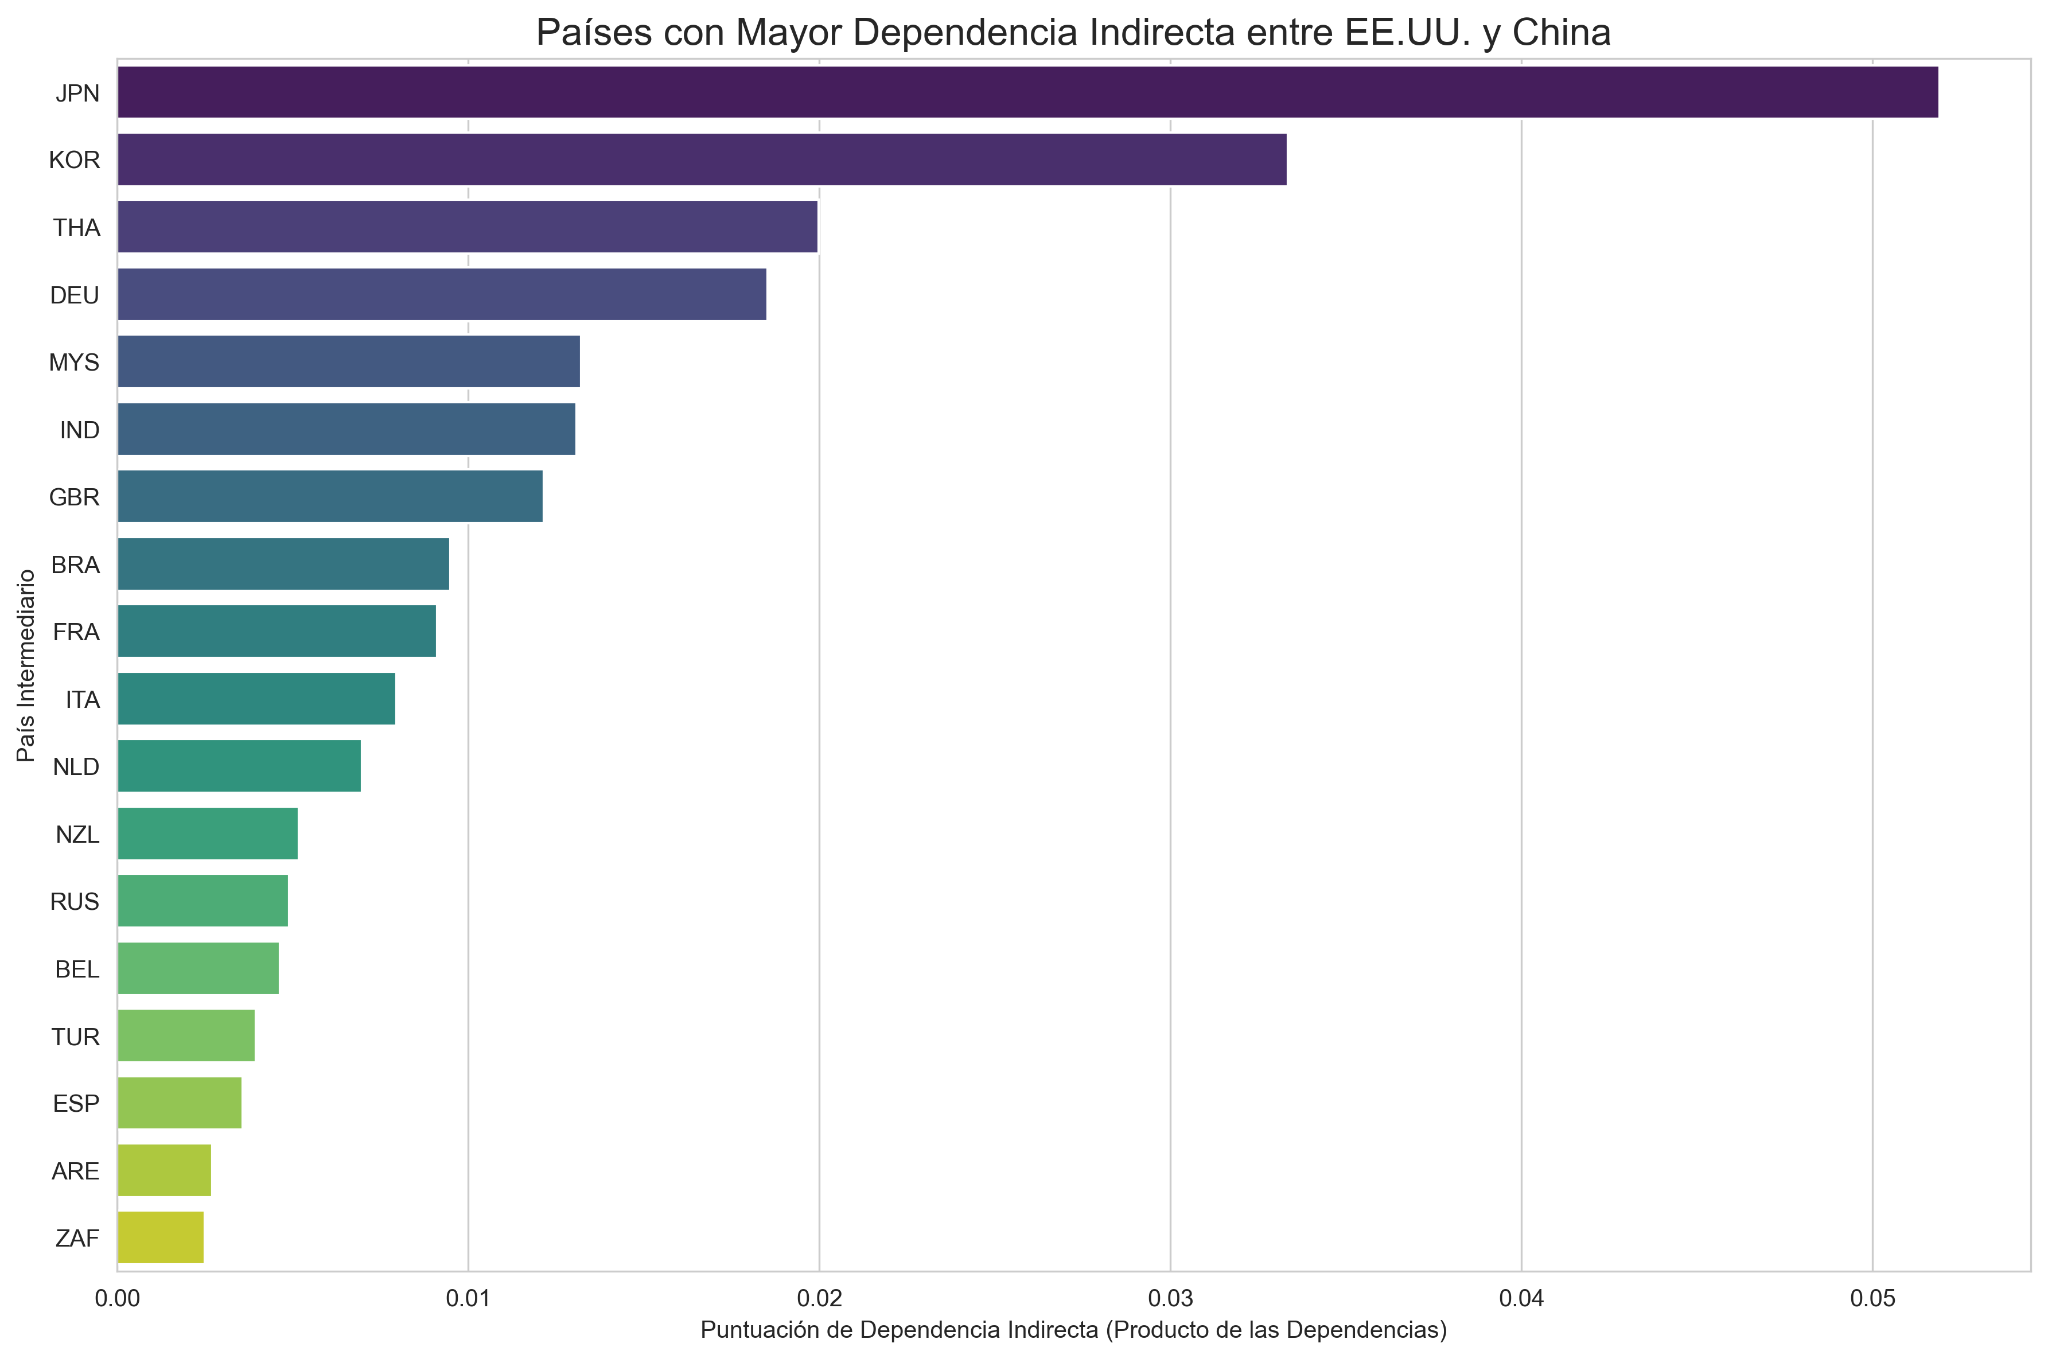 Países con Mayor Dependencia Indirecta entre EE.UU. y China
País Intermediario
JPN
KOR
THA
DEU
MYS
IND
GBR
BRA
FRA
ITA
NLD
NZL
RUS
BEL
TUR
ESP
ARE
ZAF
0.00 0.01 0.02 0.03 0.04 0.05
Puntuación de Dependencia Indirecta (Producto de las Dependencias)